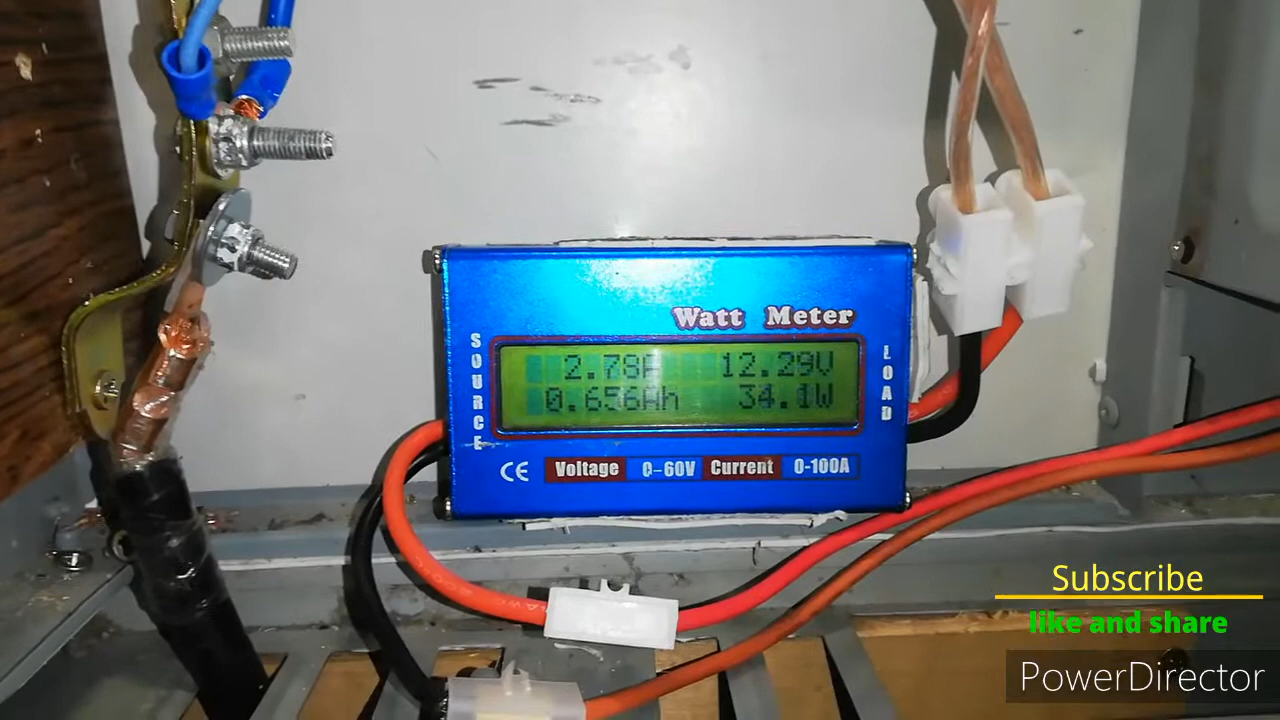 Watt Meter
SOURCE
2.78A 12.29V
0.656Ah 34.1W
LOAD
CE Voltage 0-60V Current 0-100A
Subscribe
like and share
PowerDirector